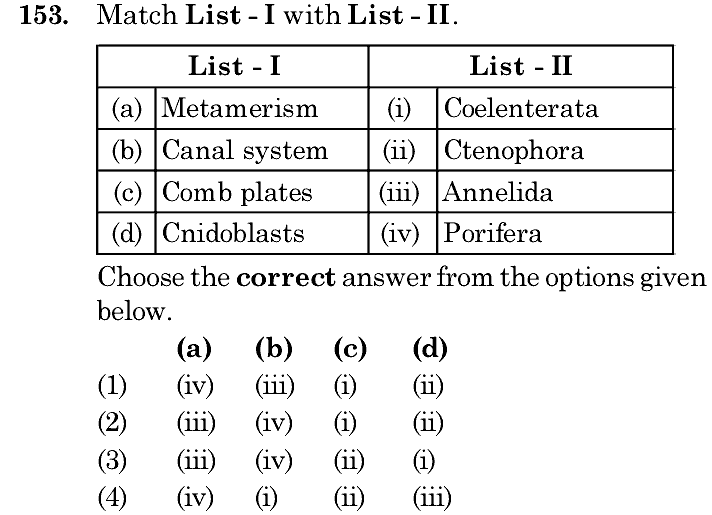 153. Match List - I with List - II.
List - I List - II
(a) Metamerism (i) Coelenterata
(b) Canal system (ii) Ctenophora
(c) Comb plates (iii) Annelida
(d) Cnidoblasts (iv) Porifera
Choose the correct answer from the options given
below.
(a) (b) (c) (d)
(1) (iv) (iii) (i) (ii)
(2) (iii) (iv) (i) (ii)
(3) (iii) (iv) (ii) (i)
(4) (iv) (i) (ii) (iii)